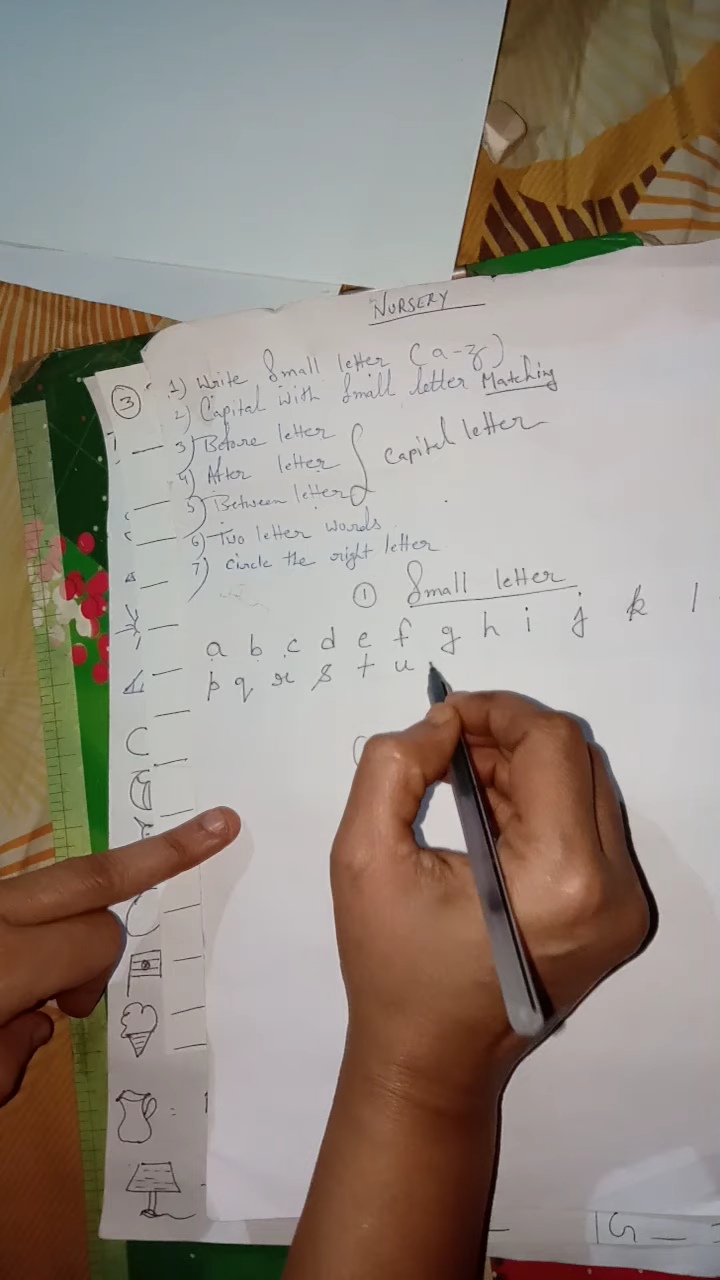 NURSERY
③ 1) Write Small letter (a-z)
2) Capital with Small letter Matching
3) Before letter
4) After letter
5) Between letter
Capital letter
6) Two letter words
7) Circle the right letter
① Small letter
a b c d e f g h i j k l
p q r s t u